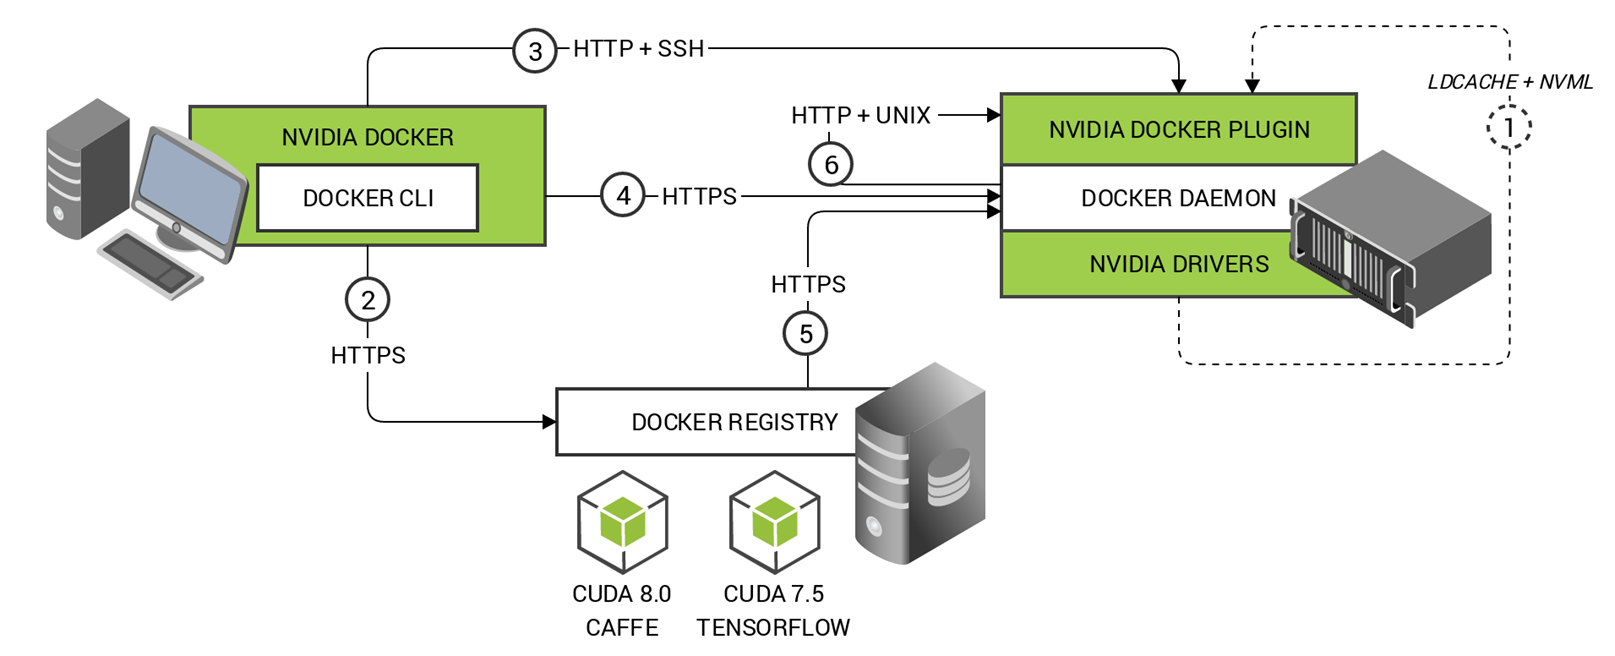 3
HTTP + SSH
LDCACHE + NVML
1
NVIDIA DOCKER
DOCKER CLI
HTTP + UNIX
6
NVIDIA DOCKER PLUGIN
4
HTTPS
DOCKER DAEMON
NVIDIA DRIVERS
2
HTTPS
HTTPS
5
DOCKER REGISTRY
CUDA 8.0
CAFFE
CUDA 7.5
TENSORFLOW